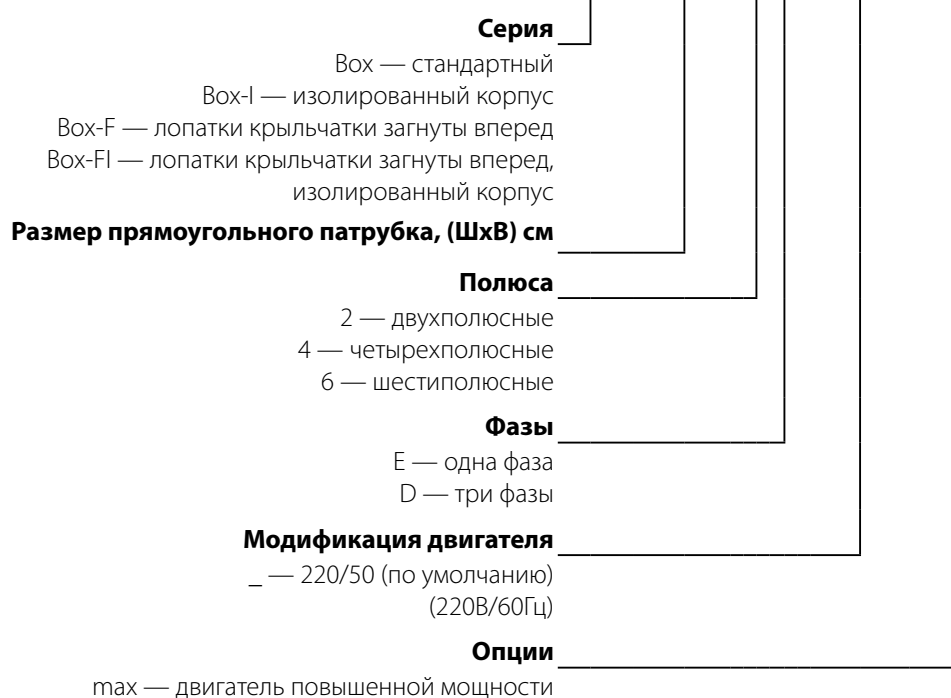 Серия
Box — стандартный
Box-I — изолированный корпус
Box-F — лопатки крыльчатки загнуты вперед
Box-FI — лопатки крыльчатки загнуты вперед,
изолированный корпус
Размер прямоугольного патрубка, (ШхВ) см
Полюса
2 — двухполюсные
4 — четырехполюсные
6 — шестиполюсные
Фазы
E — одна фаза
D — три фазы
Модификация двигателя
_ — 220/50 (по умолчанию)
(220В/60Гц)
Опции
max — двигатель повышенной мощности